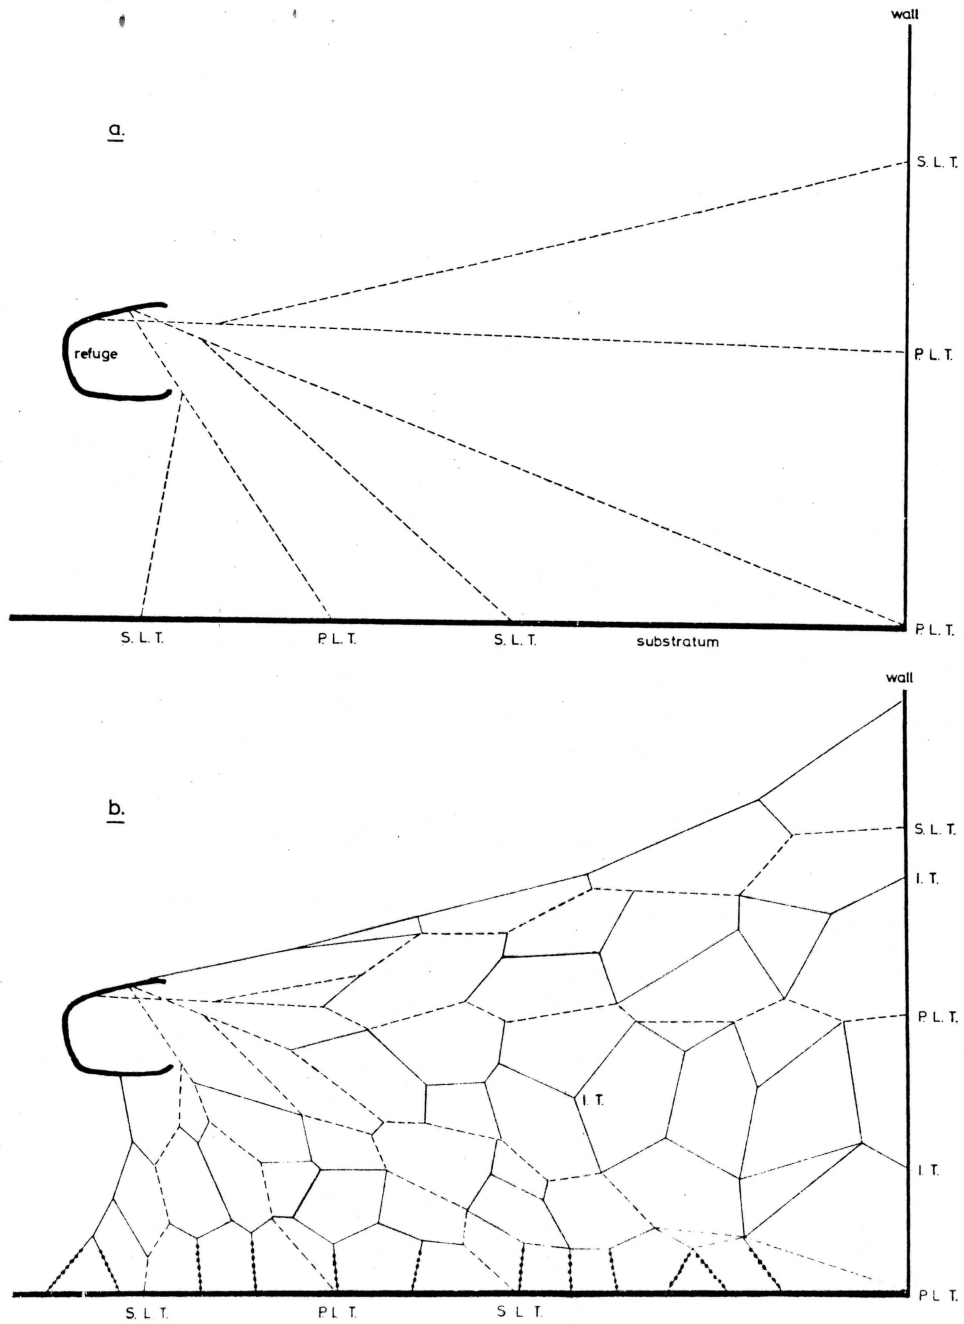 wall
a.
S. L. T.
refuge
P. L. T.
S. L. T.
P. L. T.
S. L. T.
substratum
P. L. T.
wall
b.
S. L. T.
I. T.
P. L. T.
I. T.
I. T.
P L T.
S. L T.
P. L T.
S L T.